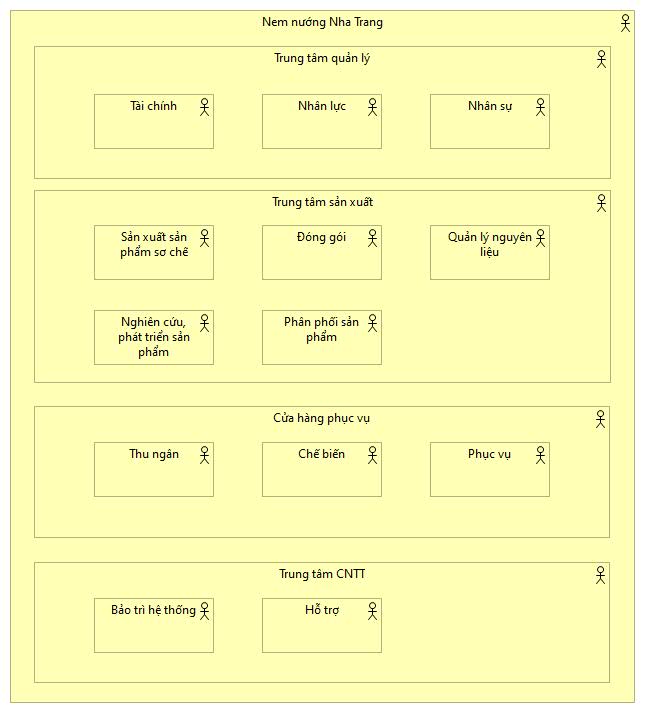 Nem nướng Nha Trang
Trung tâm quản lý
Tài chính
Nhân lực
Nhân sự
Trung tâm sản xuất
Sản xuất sản
phẩm sơ chế
Đóng gói
Quản lý nguyên
liệu
Nghiên cứu,
phát triển sản
phẩm
Phân phối sản
phẩm
Cửa hàng phục vụ
Thu ngân
Chế biến
Phục vụ
Trung tâm CNTT
Bảo trì hệ thống
Hỗ trợ